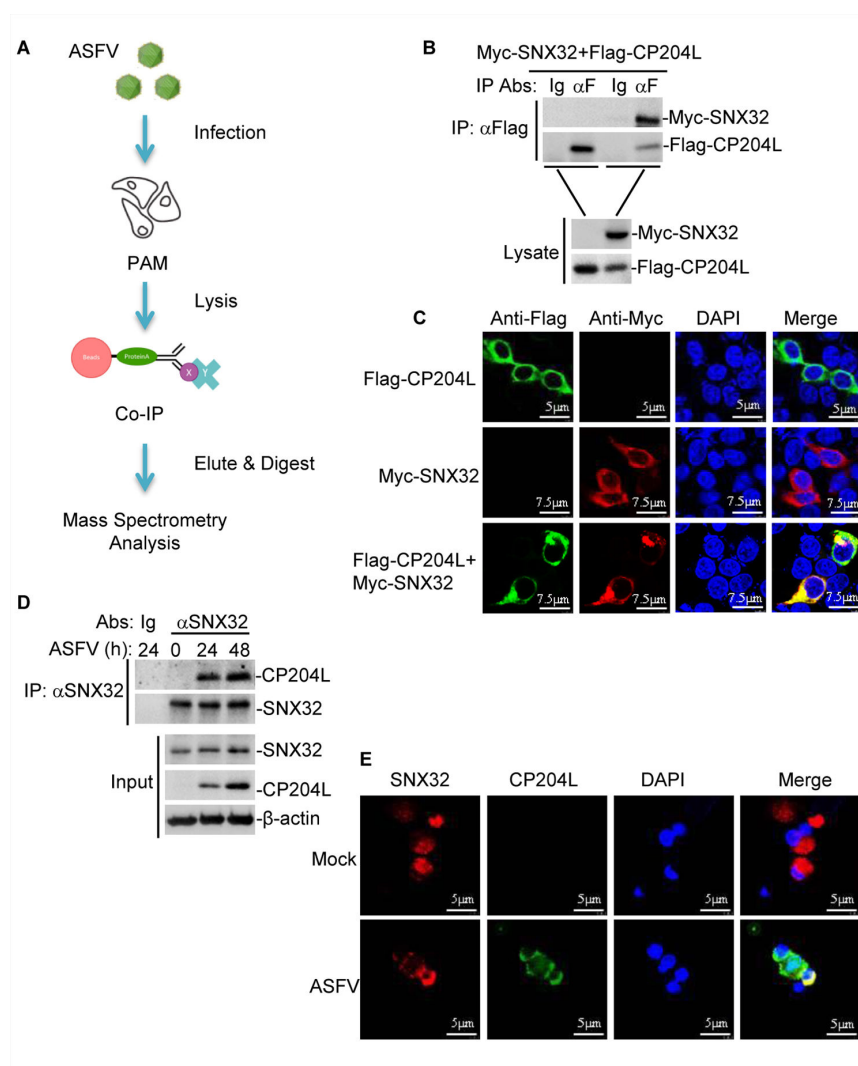 A
ASFV
Infection
PAM
Lysis
Beads
ProteinA
X
Y
Co-IP
Elute & Digest
Mass Spectrometry
Analysis
B
Myc-SNX32+Flag-CP204L
IP Abs: Ig αF Ig αF
IP: αFlag
-Myc-SNX32
-Flag-CP204L
Lysate
-Myc-SNX32
-Flag-CP204L
C
Anti-Flag Anti-Myc DAPI Merge
Flag-CP204L
5μm 5μm 5μm 5μm
Myc-SNX32
7.5μm 7.5μm 7.5μm 7.5μm
Flag-CP204L+
Myc-SNX32
7.5μm 7.5μm 7.5μm 7.5μm
D
Abs: Ig αSNX32
ASFV (h): 24 0 24 48
IP: αSNX32
-CP204L
-SNX32
Input
-SNX32
-CP204L
-β-actin
E
SNX32 CP204L DAPI Merge
Mock
5μm 5μm 5μm 5μm
ASFV
5μm 5μm 5μm 5μm